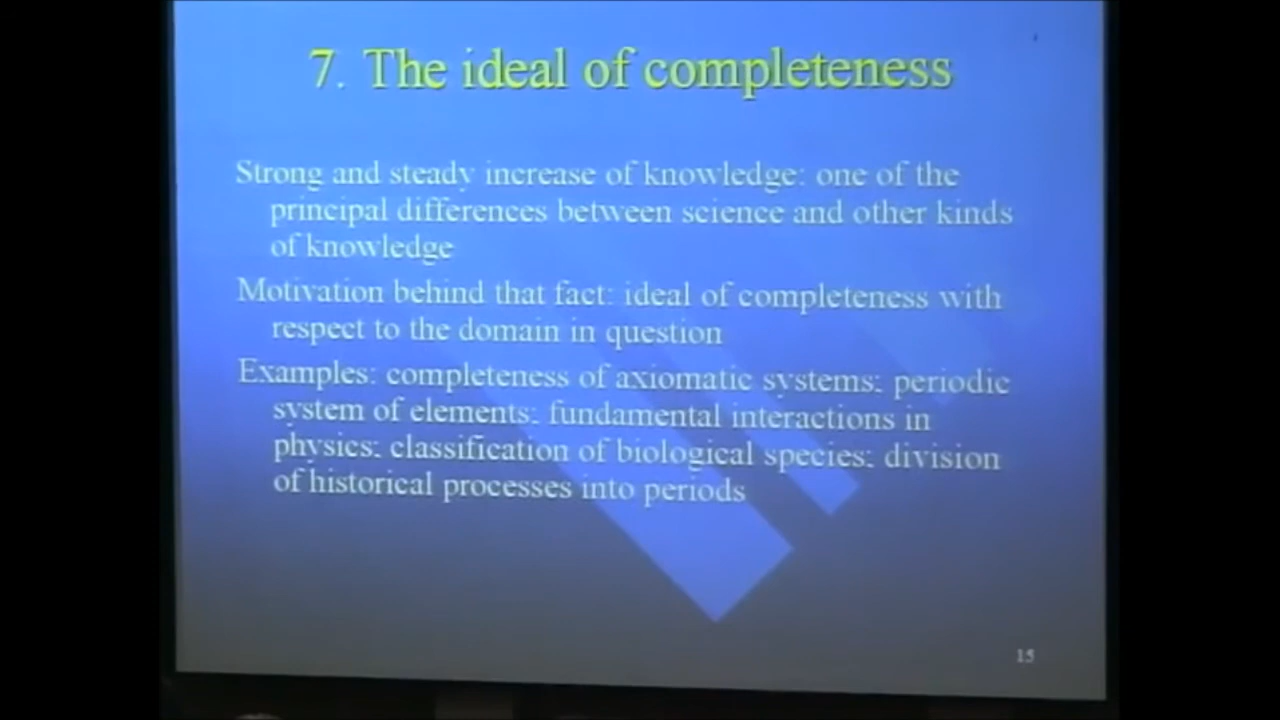 7. The ideal of completeness
Strong and steady increase of knowledge: one of the
principal differences between science and other kinds
of knowledge
Motivation behind that fact: ideal of completeness with
respect to the domain in question
Examples: completeness of axiomatic systems; periodic
system of elements; fundamental interactions in
physics; classification of biological species; division
of historical processes into periods
15